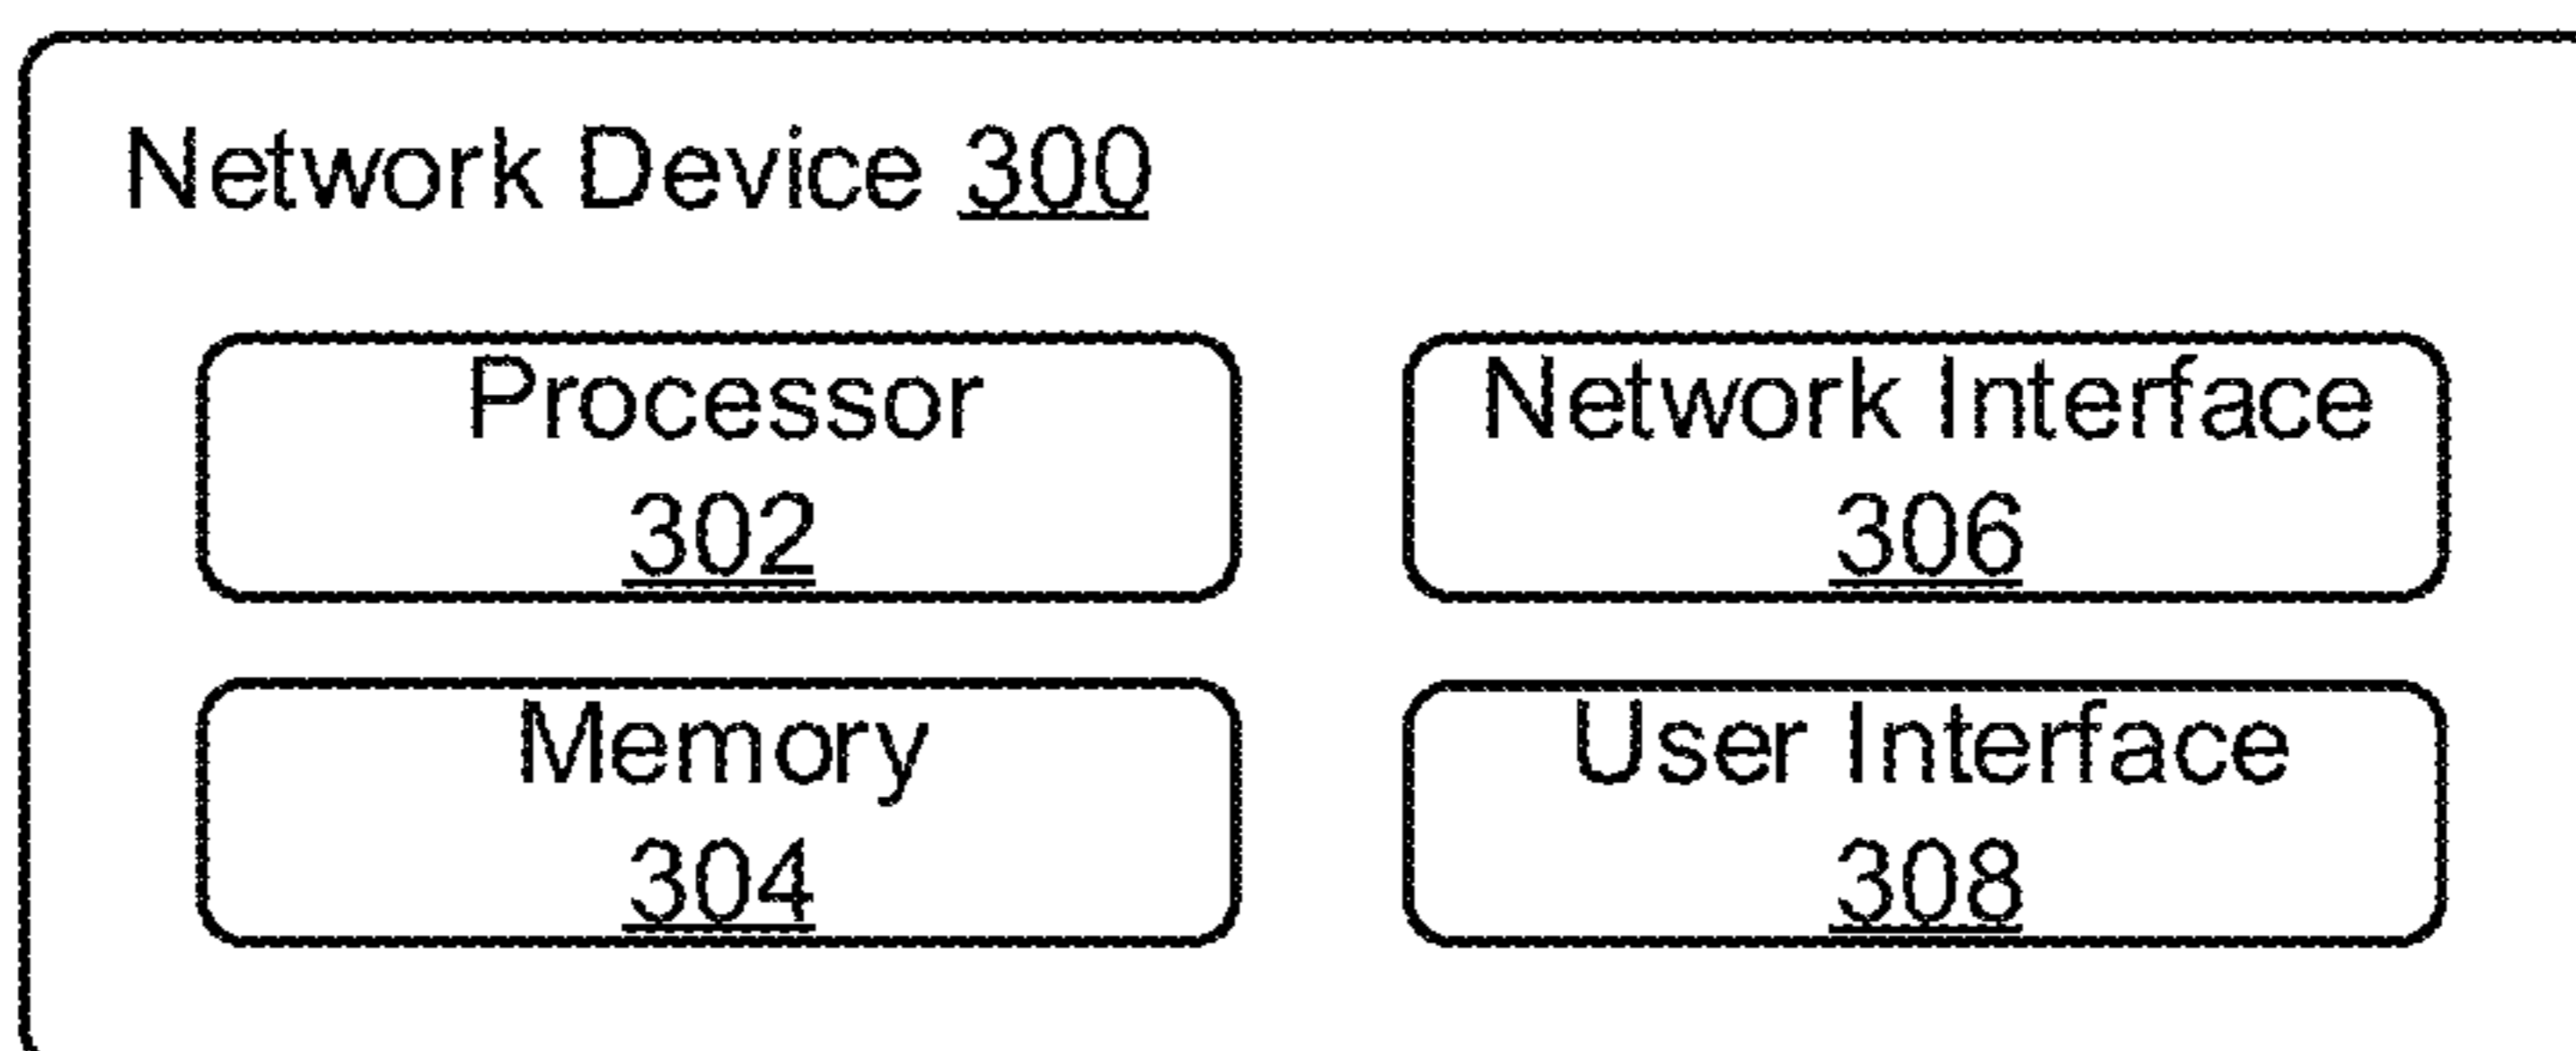 Network Device 300
Processor
302
Network Interface
306
Memory
304
User Interface
308